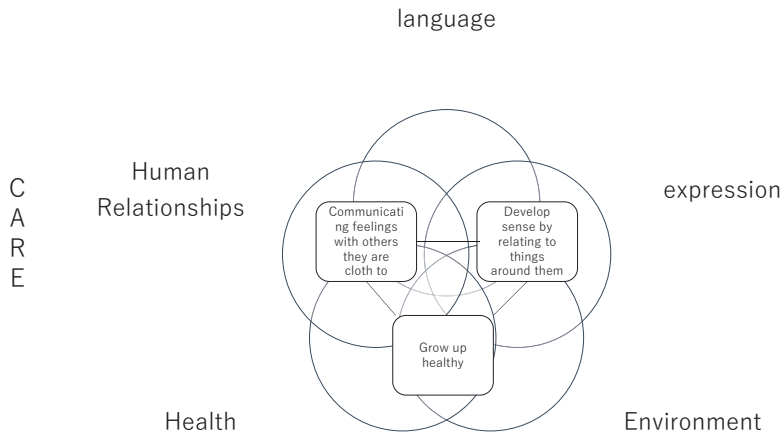 language
C
A
R
E
Human
Relationships
expression
Communicati
ng feelings
with others
they are
cloth to
Develop
sense by
relating to
things
around them
Grow up
healthy
Health
Environment